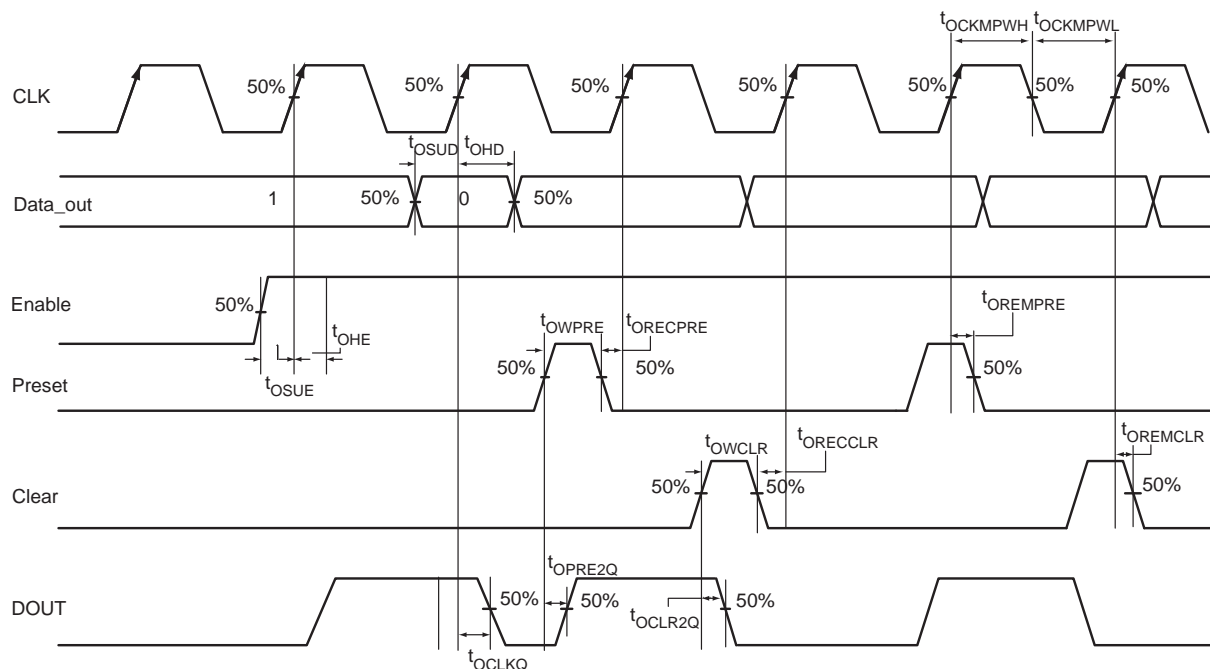 tOCKMPWH tOCKMPWL
CLK
50% 50% 50% 50% 50% 50% 50%
tOSUD tOHD
Data_out
1 50% 0 50%
Enable
50%
tOHE
tOSUE
tOWPRE tORECPRE
tOREMPRE
Preset
50% 50% 50%
tOWCLR tORECCLR
tOREMCLR
Clear
50% 50% 50%
tOPRE2Q
DOUT
50% 50% 50%
tOCLR2Q
tOCLKQ